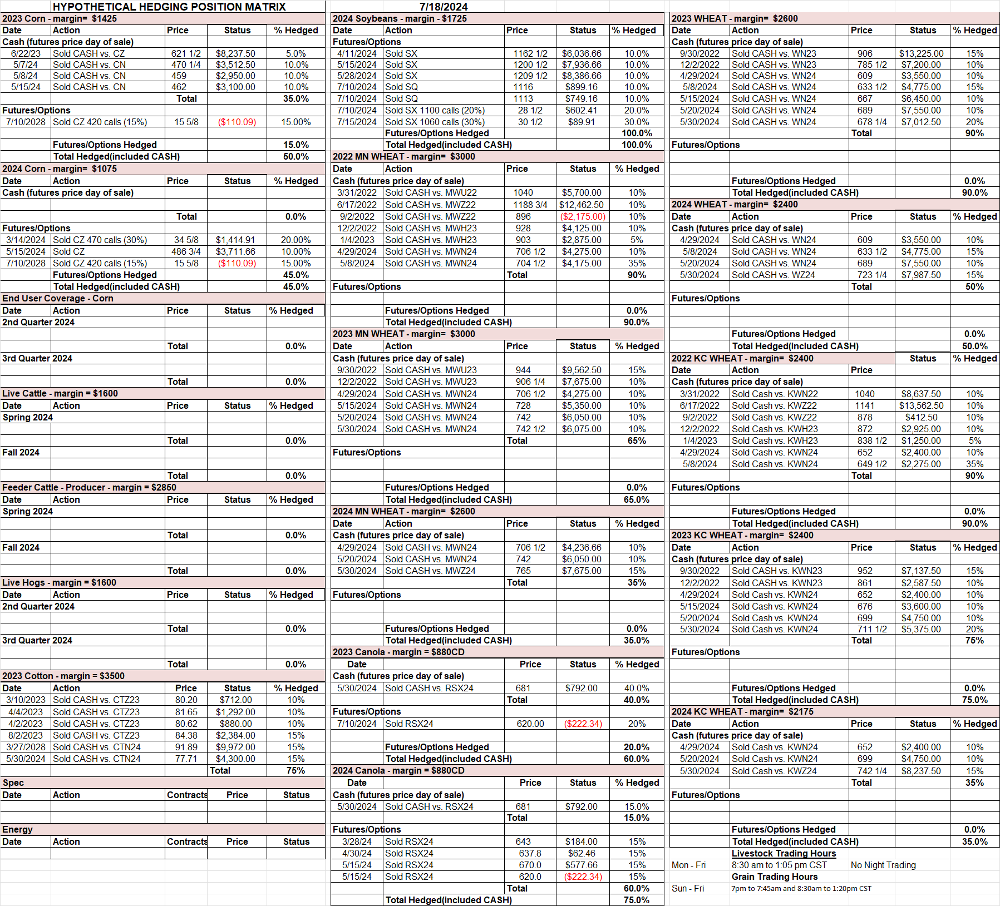 HYPOTHETICAL HEDGING POSITION MATRIX
7/18/2024
2023 Corn - margin=  $1425
Date Action Price Status % Hedged
Cash (futures price day of sale)
6/22/23 Sold CASH vs. CZ 621 1/2 $8,237.50 5.0%
5/7/24 Sold CASH vs. CN 470 1/4 $3,512.50 10.0%
5/8/24 Sold CASH vs. CN 459 $2,950.00 10.0%
5/15/24 Sold CASH vs. CN 462 $3,100.00 10.0%
Total 35.0%
Futures/Options
7/10/2028 Sold CZ 420 calls (15%) 15 5/8 ($110.09) 15.00%
Futures/Options Hedged 15.0%
Total Hedged(included CASH) 50.0%
2024 Corn - margin=  $1075
Date Action Price Status % Hedged
Cash (futures price day of sale)
Total 0.0%
Futures/Options
3/14/2024 Sold CZ 470 calls (30%) 34 5/8 $1,414.91 20.00%
5/15/2024 Sold CZ 486 3/4 $3,711.66 10.00%
7/10/2028 Sold CZ 420 calls (15%) 15 5/8 ($110.09) 15.00%
Futures/Options Hedged 45.0%
Total Hedged(included CASH) 45.0%
End User Coverage - Corn
Date Action Price Status % Hedged
2nd Quarter 2024
Total 0.0%
3rd Quarter 2024
Total 0.0%
Live Cattle - margin = $1600
Date Action Price Status % Hedged
Spring 2024
Total 0.0%
Fall 2024
Total 0.0%
Feeder Cattle - Producer - margin = $2850
Date Action Price Status % Hedged
Spring 2024
Total 0.0%
Fall 2024
Total 0.0%
Live Hogs - margin = $1600
Date Action Price Status % Hedged
2nd Quarter 2024
Total 0.0%
3rd Quarter 2024
Total 0.0%
2023 Cotton - margin = $3500
Date Action Price Status % Hedged
3/10/2023 Sold CASH vs. CTZ23 80.20 $712.00 10%
4/4/2023 Sold CASH vs. CTZ23 81.65 $1,292.00 10%
4/2/2023 Sold CASH vs. CTZ23 80.62 $880.00 10%
8/2/2023 Sold CASH vs. CTZ23 84.38 $2,384.00 15%
3/27/2028 Sold CASH vs. CTN24 91.89 $9,972.00 15%
5/30/2024 Sold CASH vs. CTN24 77.71 $4,300.00 15%
Total 75%
Spec
Date Action Contracts Price Status
Energy
Date Action Contracts Price Status
2024 Soybeans - margin - $1725
Date Action Price Status % Hedged
Futures/Options
4/11/2024 Sold SX 1162 1/2 $6,036.66 10.0%
5/15/2024 Sold SX 1200 1/2 $7,936.66 10.0%
5/28/2024 Sold SX 1209 1/2 $8,386.66 10.0%
7/10/2024 Sold SQ 1116 $899.16 10.0%
7/10/2024 Sold SQ 1113 $749.16 10.0%
7/10/2024 Sold SX 1100 calls (20%) 28 1/2 $602.41 20.0%
7/15/2024 Sold SX 1060 calls (30%) 30 1/2 $89.91 30.0%
Futures/Options Hedged 100.0%
Total Hedged(included CASH) 100.0%
2022 MN WHEAT - margin=  $3000
Date Action Price Status % Hedged
Cash (futures price day of sale)
3/31/2022 Sold CASH vs. MWU22 1040 $5,700.00 10%
6/17/2022 Sold CASH vs. MWZ22 1188 3/4 $12,462.50 10%
9/2/2022 Sold CASH vs. MWZ22 896 ($2,175.00) 10%
12/2/2022 Sold CASH vs. MWH23 928 $4,125.00 10%
1/4/2023 Sold CASH vs. MWH23 903 $2,875.00 5%
4/29/2024 Sold CASH vs. MWN24 706 1/2 $4,275.00 10%
5/8/2024 Sold CASH vs. MWN24 704 1/2 $4,175.00 35%
Total 90%
Futures/Options
Futures/Options Hedged 0.0%
Total Hedged(included CASH) 90.0%
2023 MN WHEAT - margin=  $3000
Date Action Price Status % Hedged
Cash (futures price day of sale)
9/30/2022 Sold CASH vs. MWU23 944 $9,562.50 15%
12/2/2022 Sold CASH vs. MWU23 906 1/4 $7,675.00 10%
4/29/2024 Sold CASH vs. MWN24 706 1/2 $4,275.00 10%
5/15/2024 Sold CASH vs. MWN24 728 $5,350.00 10%
5/20/2024 Sold CASH vs. MWN24 742 $6,050.00 10%
5/30/2024 Sold CASH vs. MWN24 742 1/2 $6,075.00 10%
Total 65%
Futures/Options
Futures/Options Hedged 0.0%
Total Hedged(included CASH) 65.0%
2024 MN WHEAT - margin=  $2600
Date Action Price Status % Hedged
Cash (futures price day of sale)
4/29/2024 Sold CASH vs. MWN24 706 1/2 $4,236.66 10%
5/20/2024 Sold CASH vs. MWN24 742 $6,050.00 10%
5/30/2024 Sold CASH vs. MWZ24 765 $7,675.00 15%
Total 35%
Futures/Options
Futures/Options Hedged 0.0%
Total Hedged(included CASH) 35.0%
2023 Canola - margin = $880CD
Date Price Status % Hedged
Cash (futures price day of sale)
5/30/2024 Sold CASH vs. RSX24 681 $792.00 40.0%
Total 40.0%
Futures/Options
7/10/2024 Sold RSX24 620.00 ($222.34) 20%
Futures/Options Hedged 20.0%
Total Hedged(included CASH) 60.0%
2024 Canola - margin = $880CD
Date Price Status % Hedged
Cash (futures price day of sale)
5/30/2024 Sold CASH vs. RSX24 681 $792.00 15.0%
Total 15.0%
Futures/Options
3/28/24 Sold RSX24 643 $184.00 15%
4/30/24 Sold RSX24 637.8 $62.46 15%
5/15/24 Sold RSX24 670.0 $577.66 15%
5/15/24 Sold RSX24 620.0 ($222.34) 15%
Total 60.0%
Total Hedged(included CASH) 75.0%
2023 WHEAT - margin=  $2600
Date Action Price Status % Hedged
Cash (futures price day of sale)
9/30/2022 Sold CASH vs. WN23 906 $13,225.00 15%
12/2/2022 Sold CASH vs. WN23 785 1/2 $7,200.00 10%
4/29/2024 Sold CASH vs. WN24 609 $3,550.00 10%
5/8/2024 Sold CASH vs. WN24 633 1/2 $4,775.00 15%
5/15/2024 Sold CASH vs. WN24 667 $6,450.00 10%
5/20/2024 Sold CASH vs. WN24 689 $7,550.00 10%
5/30/2024 Sold CASH vs. WN24 678 1/4 $7,012.50 20%
Total 90%
Futures/Options
Futures/Options Hedged 0.0%
Total Hedged(included CASH) 90.0%
2024 WHEAT - margin=  $2400
Date Action Price Status % Hedged
Cash (futures price day of sale)
4/29/2024 Sold CASH vs. WN24 609 $3,550.00 10%
5/8/2024 Sold CASH vs. WN24 633 1/2 $4,775.00 15%
5/20/2024 Sold CASH vs. WN24 689 $7,550.00 10%
5/30/2024 Sold CASH vs. WZ24 723 1/4 $7,987.50 15%
Total 50%
Futures/Options
Futures/Options Hedged 0.0%
Total Hedged(included CASH) 50.0%
2022 KC WHEAT - margin=  $2400 Status % Hedged
Date Action Price
Cash (futures price day of sale)
3/31/2022 Sold Cash vs. KWN22 1040 $8,637.50 10%
6/17/2022 Sold Cash vs. KWZ22 1141 $13,562.50 10%
9/2/2022 Sold Cash vs. KWZ22 878 $412.50 10%
12/2/2022 Sold Cash vs. KWH23 872 $2,925.00 10%
1/4/2023 Sold Cash vs. KWH23 838 1/2 $1,250.00 5%
4/29/2024 Sold Cash vs. KWN24 652 $2,400.00 10%
5/8/2024 Sold Cash vs. KWN24 649 1/2 $2,275.00 35%
Total 90%
Futures/Options
Futures/Options Hedged 0.0%
Total Hedged(included CASH) 90.0%
2023 KC WHEAT - margin=  $2400
Date Action Price Status % Hedged
Cash (futures price day of sale)
9/30/2022 Sold CASH vs. KWN23 952 $7,137.50 15%
12/2/2022 Sold CASH vs. KWN23 861 $2,587.50 10%
4/29/2024 Sold Cash vs. KWN24 652 $2,400.00 10%
5/15/2024 Sold Cash vs. KWN24 676 $3,600.00 10%
5/20/2024 Sold Cash vs. KWN24 699 $4,750.00 10%
5/30/2024 Sold Cash vs. KWN24 711 1/2 $5,375.00 20%
Total 75%
Futures/Options
Futures/Options Hedged 0.0%
Total Hedged(included CASH) 75.0%
2024 KC WHEAT - margin=  $2175
Date Action Price Status % Hedged
Cash (futures price day of sale)
4/29/2024 Sold Cash vs. KWN24 652 $2,400.00 10%
5/20/2024 Sold Cash vs. KWN24 699 $4,750.00 10%
5/30/2024 Sold Cash vs. KWZ24 742 1/4 $8,237.50 15%
Total 35%
Futures/Options
Futures/Options Hedged 0.0%
Total Hedged(included CASH) 35.0%
Livestock Trading Hours
Mon - Fri 8:30 am to 1:05 pm CST No Night Trading
Grain Trading Hours
Sun - Fri 7pm to 7:45am and 8:30am to 1:20pm CST